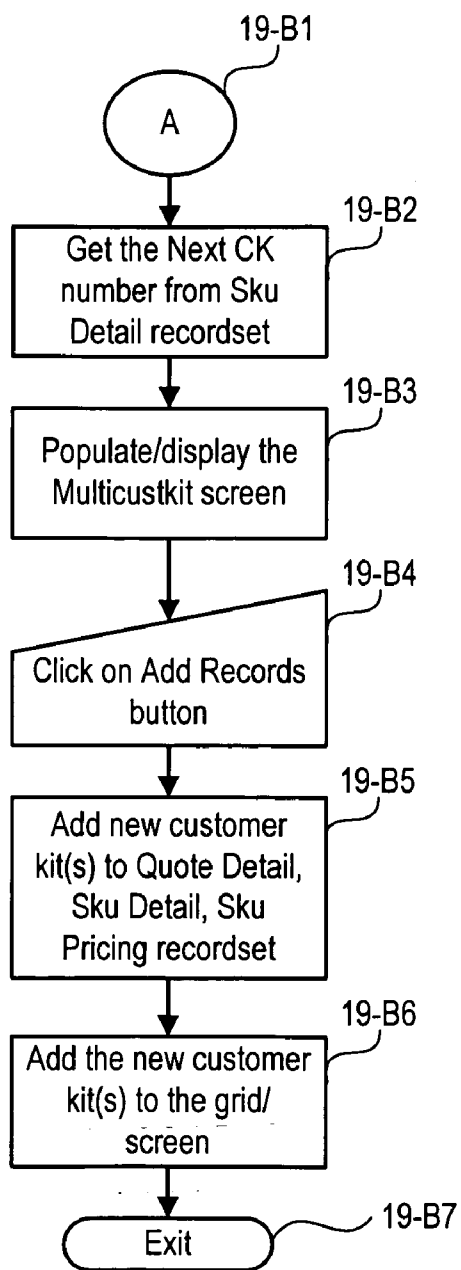 19-B1
A
19-B2
Get the Next CK
number from Sku
Detail recordset
19-B3
Populate/display the
Multicustkit screen
19-B4
Click on Add Records
button
19-B5
Add new customer
kit(s) to Quote Detail,
Sku Detail, Sku
Pricing recordset
19-B6
Add the new customer
kit(s) to the grid/
screen
19-B7
Exit